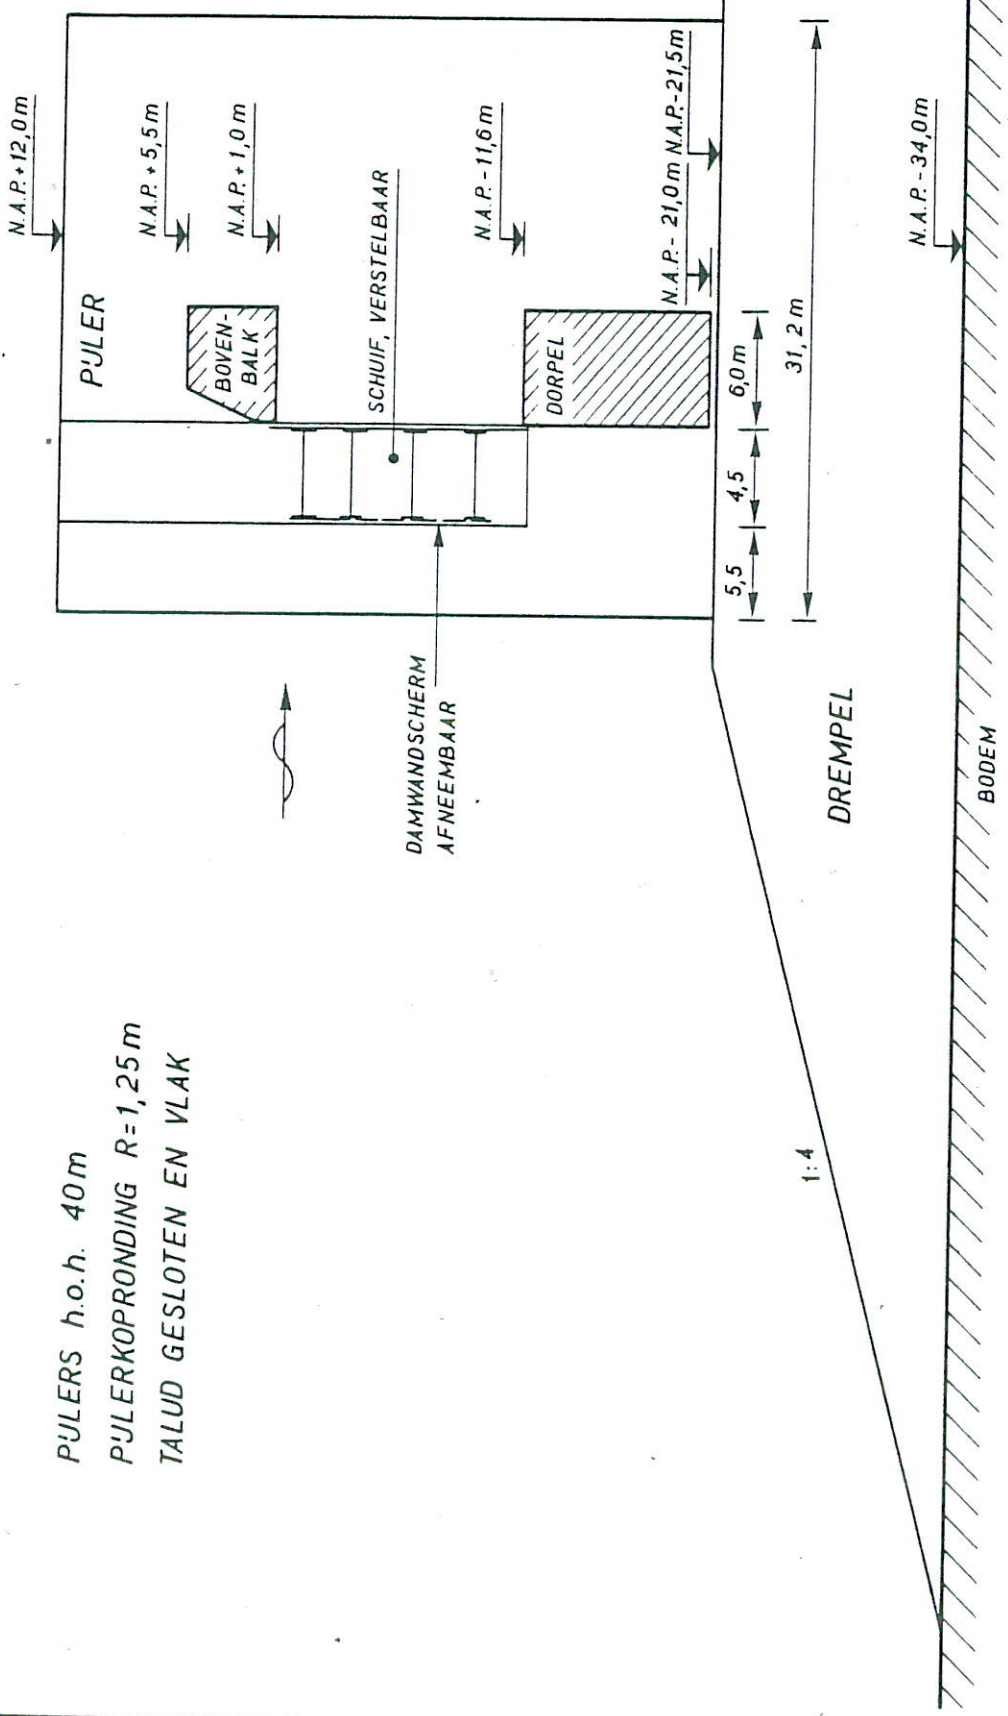 PIJLERS h.o.h. 40m
PIJLERKOPRONDING R=1,25m
TALUD GESLOTEN EN VLAK
N.A.P. +12,0m
PIJLER
N.A.P. + 5,5m
N.A.P. + 1,0m
BOVEN-
BALK
SCHUIF, VERSTELBAAR
N.A.P. - 11,6m
DAMWANDSCHERM
AFNEEMBAAR
DORPEL
N.A.P. - 21,0m
N.A.P. - 21,5m
5,5
4,5
6,0m
31,2m
DREMPEL
1:4
N.A.P. - 34,0m
BODEM